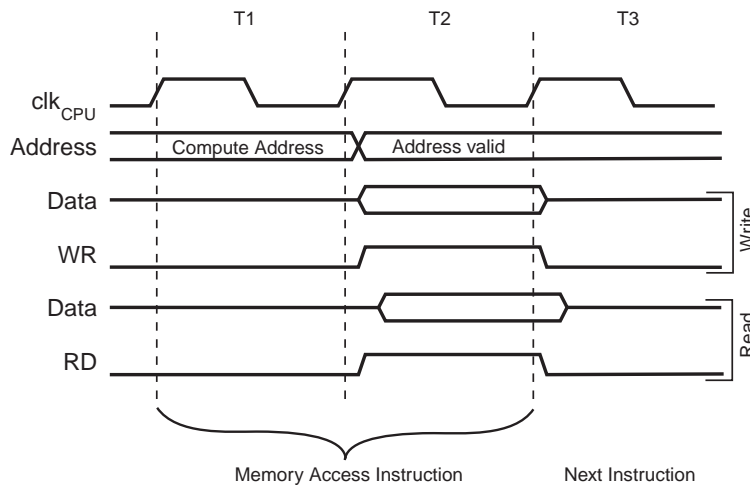 T1 T2 T3
clkCPU
Address Compute Address Address valid
Data
WR
Write
Data
RD
Read
Memory Access Instruction Next Instruction